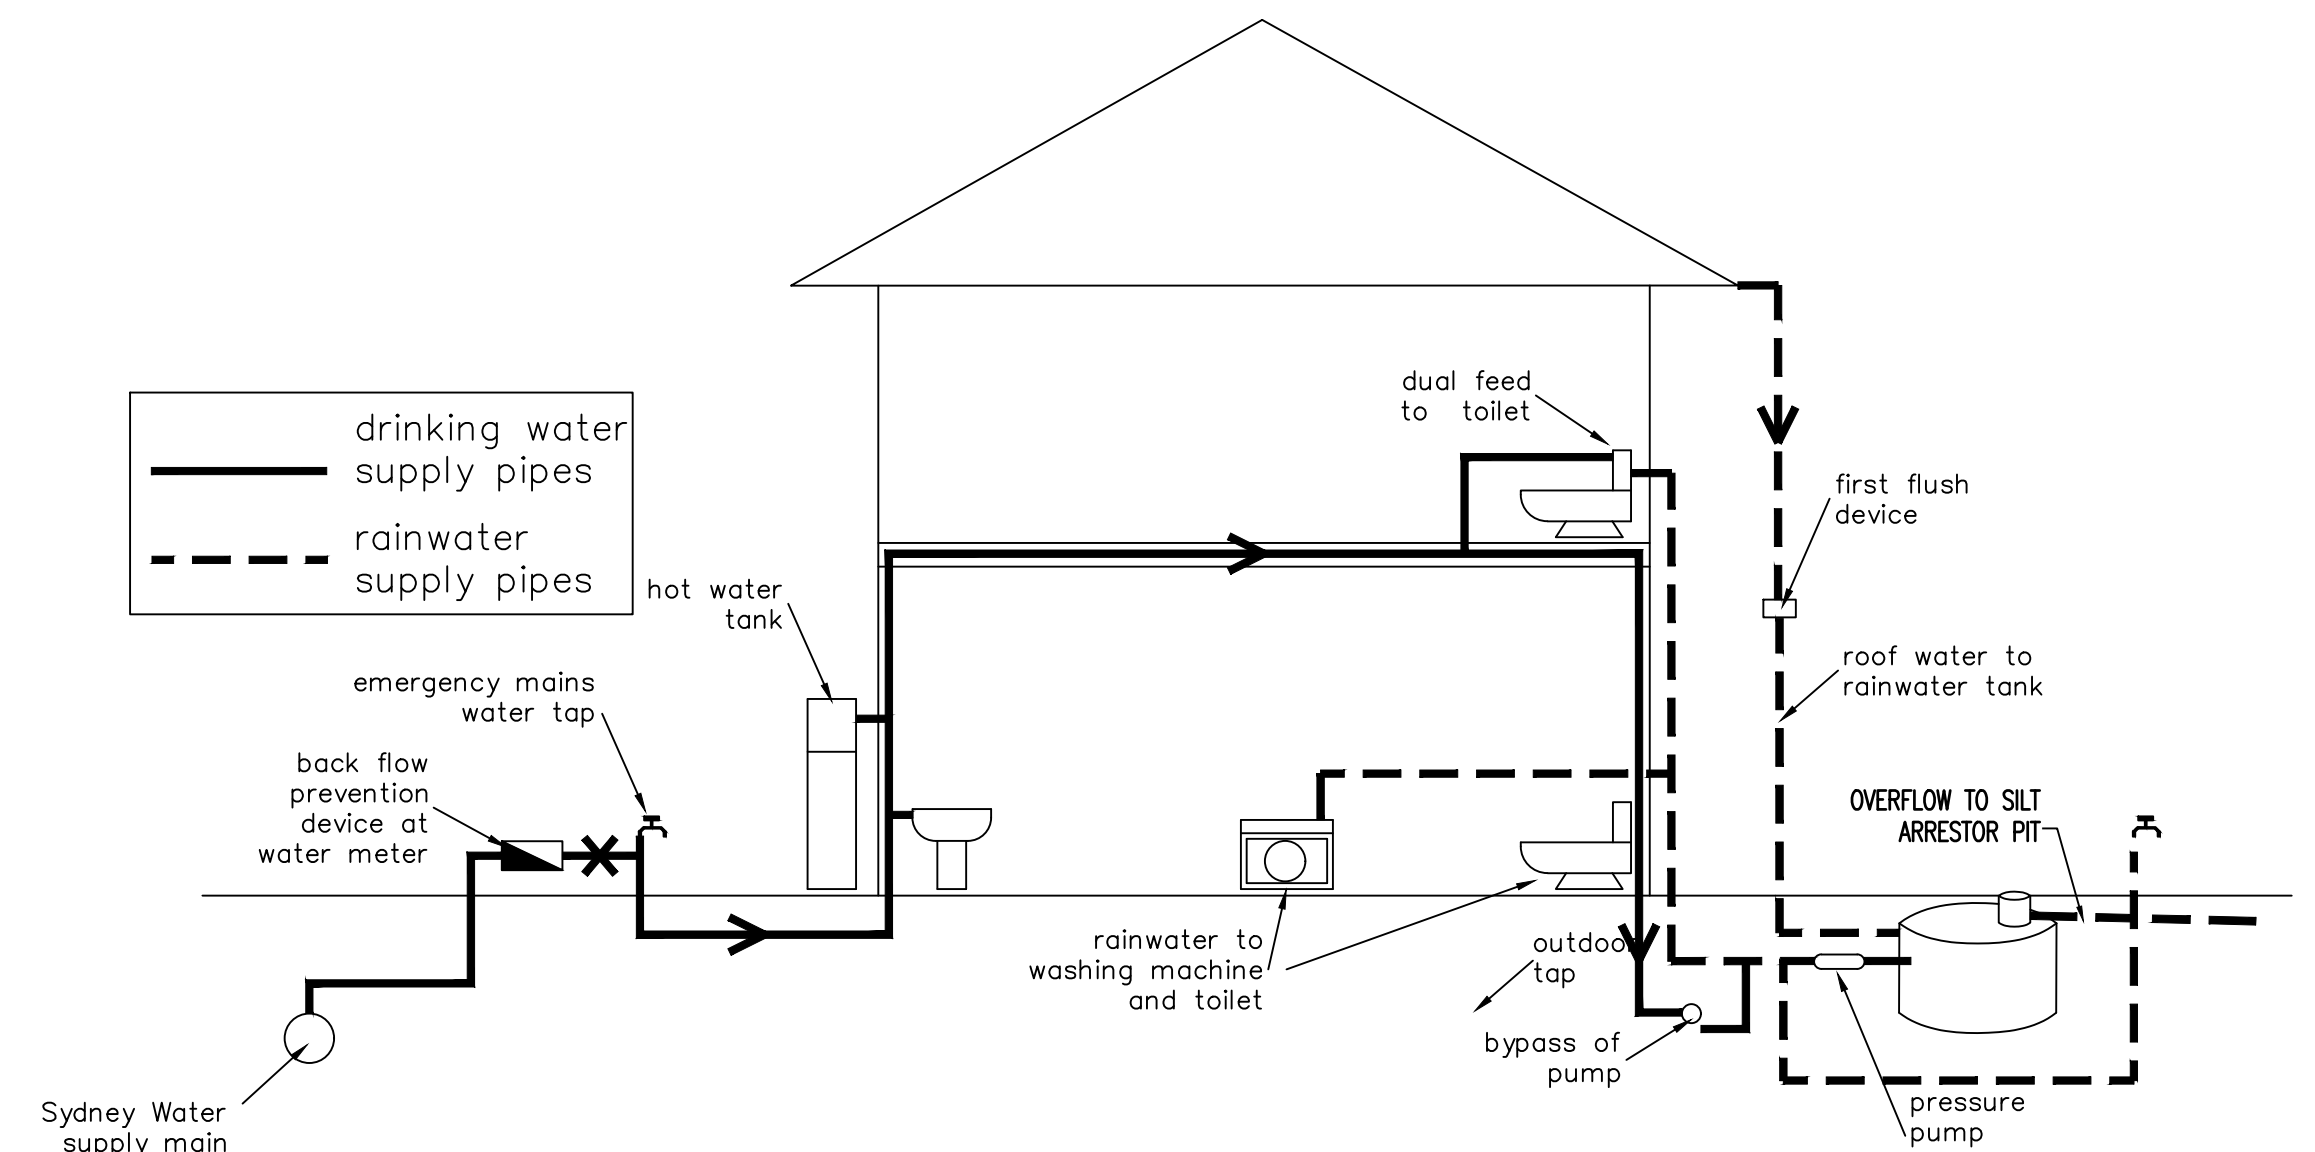 drinking water
supply pipes
rainwater
supply pipes
dual feed
to toilet
first flush
device
hot water
tank
roof water to
rainwater tank
emergency mains
water tap
back flow
prevention
device at
water meter
OVERFLOW TO SILT
ARRESTOR PIT
rainwater to
washing machine
and toilet
outdoor
tap
bypass of
pump
pressure
pump
Sydney Water
supply main